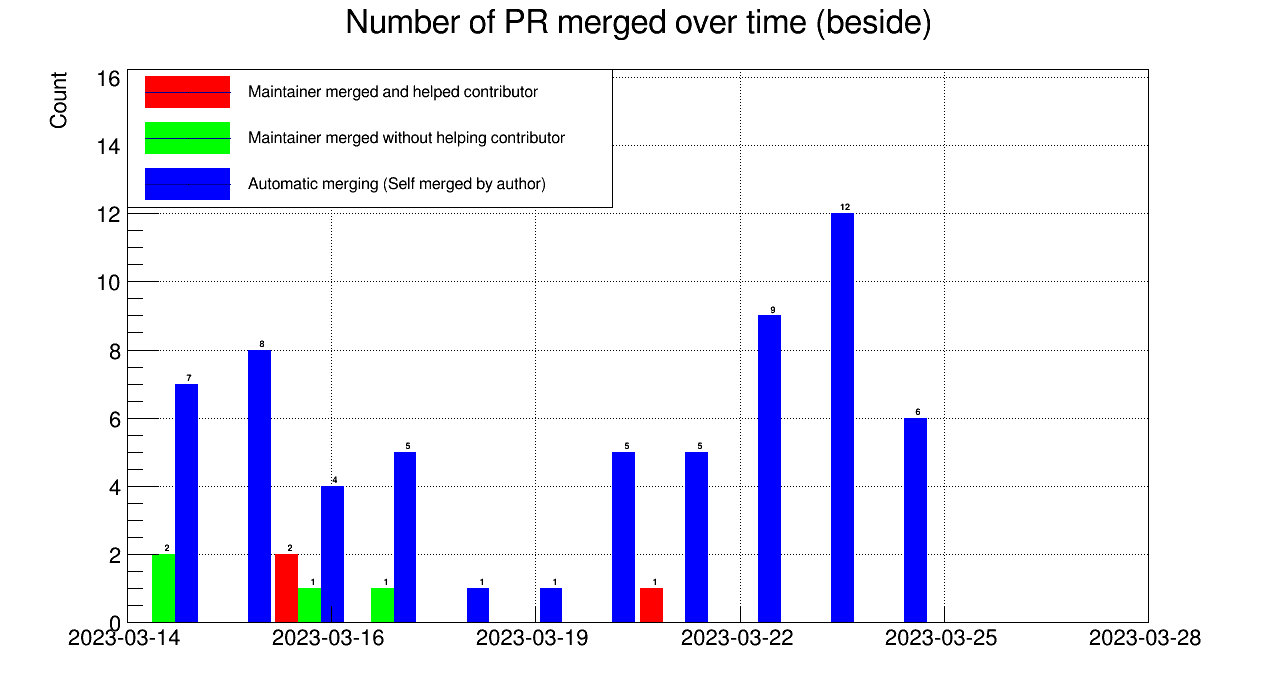 Number of PR merged over time (beside)
Count
16
14
12
10
8
6
4
2
0
Maintainer merged and helped contributor
Maintainer merged without helping contributor
Automatic merging (Self merged by author)
2 7 8 2 1 4 1 5 1 1 5 1 5 9 12 6
2023-03-14 2023-03-16 2023-03-19 2023-03-22 2023-03-25 2023-03-28